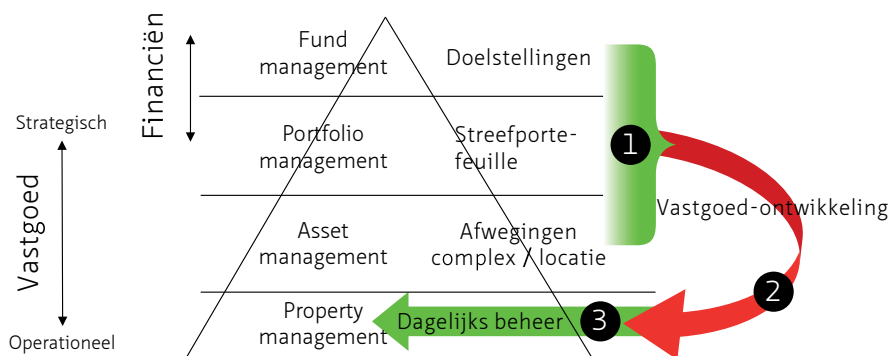 Financiën
Fund
management
Doelstellingen
Strategisch
Vastgoed
Operationeel
Portfolio
management
Streefporte-
feuille
1
Vastgoed-ontwikkeling
Asset
management
Afwegingen
complex / locatie
2
Property
management
Dagelijks beheer
3